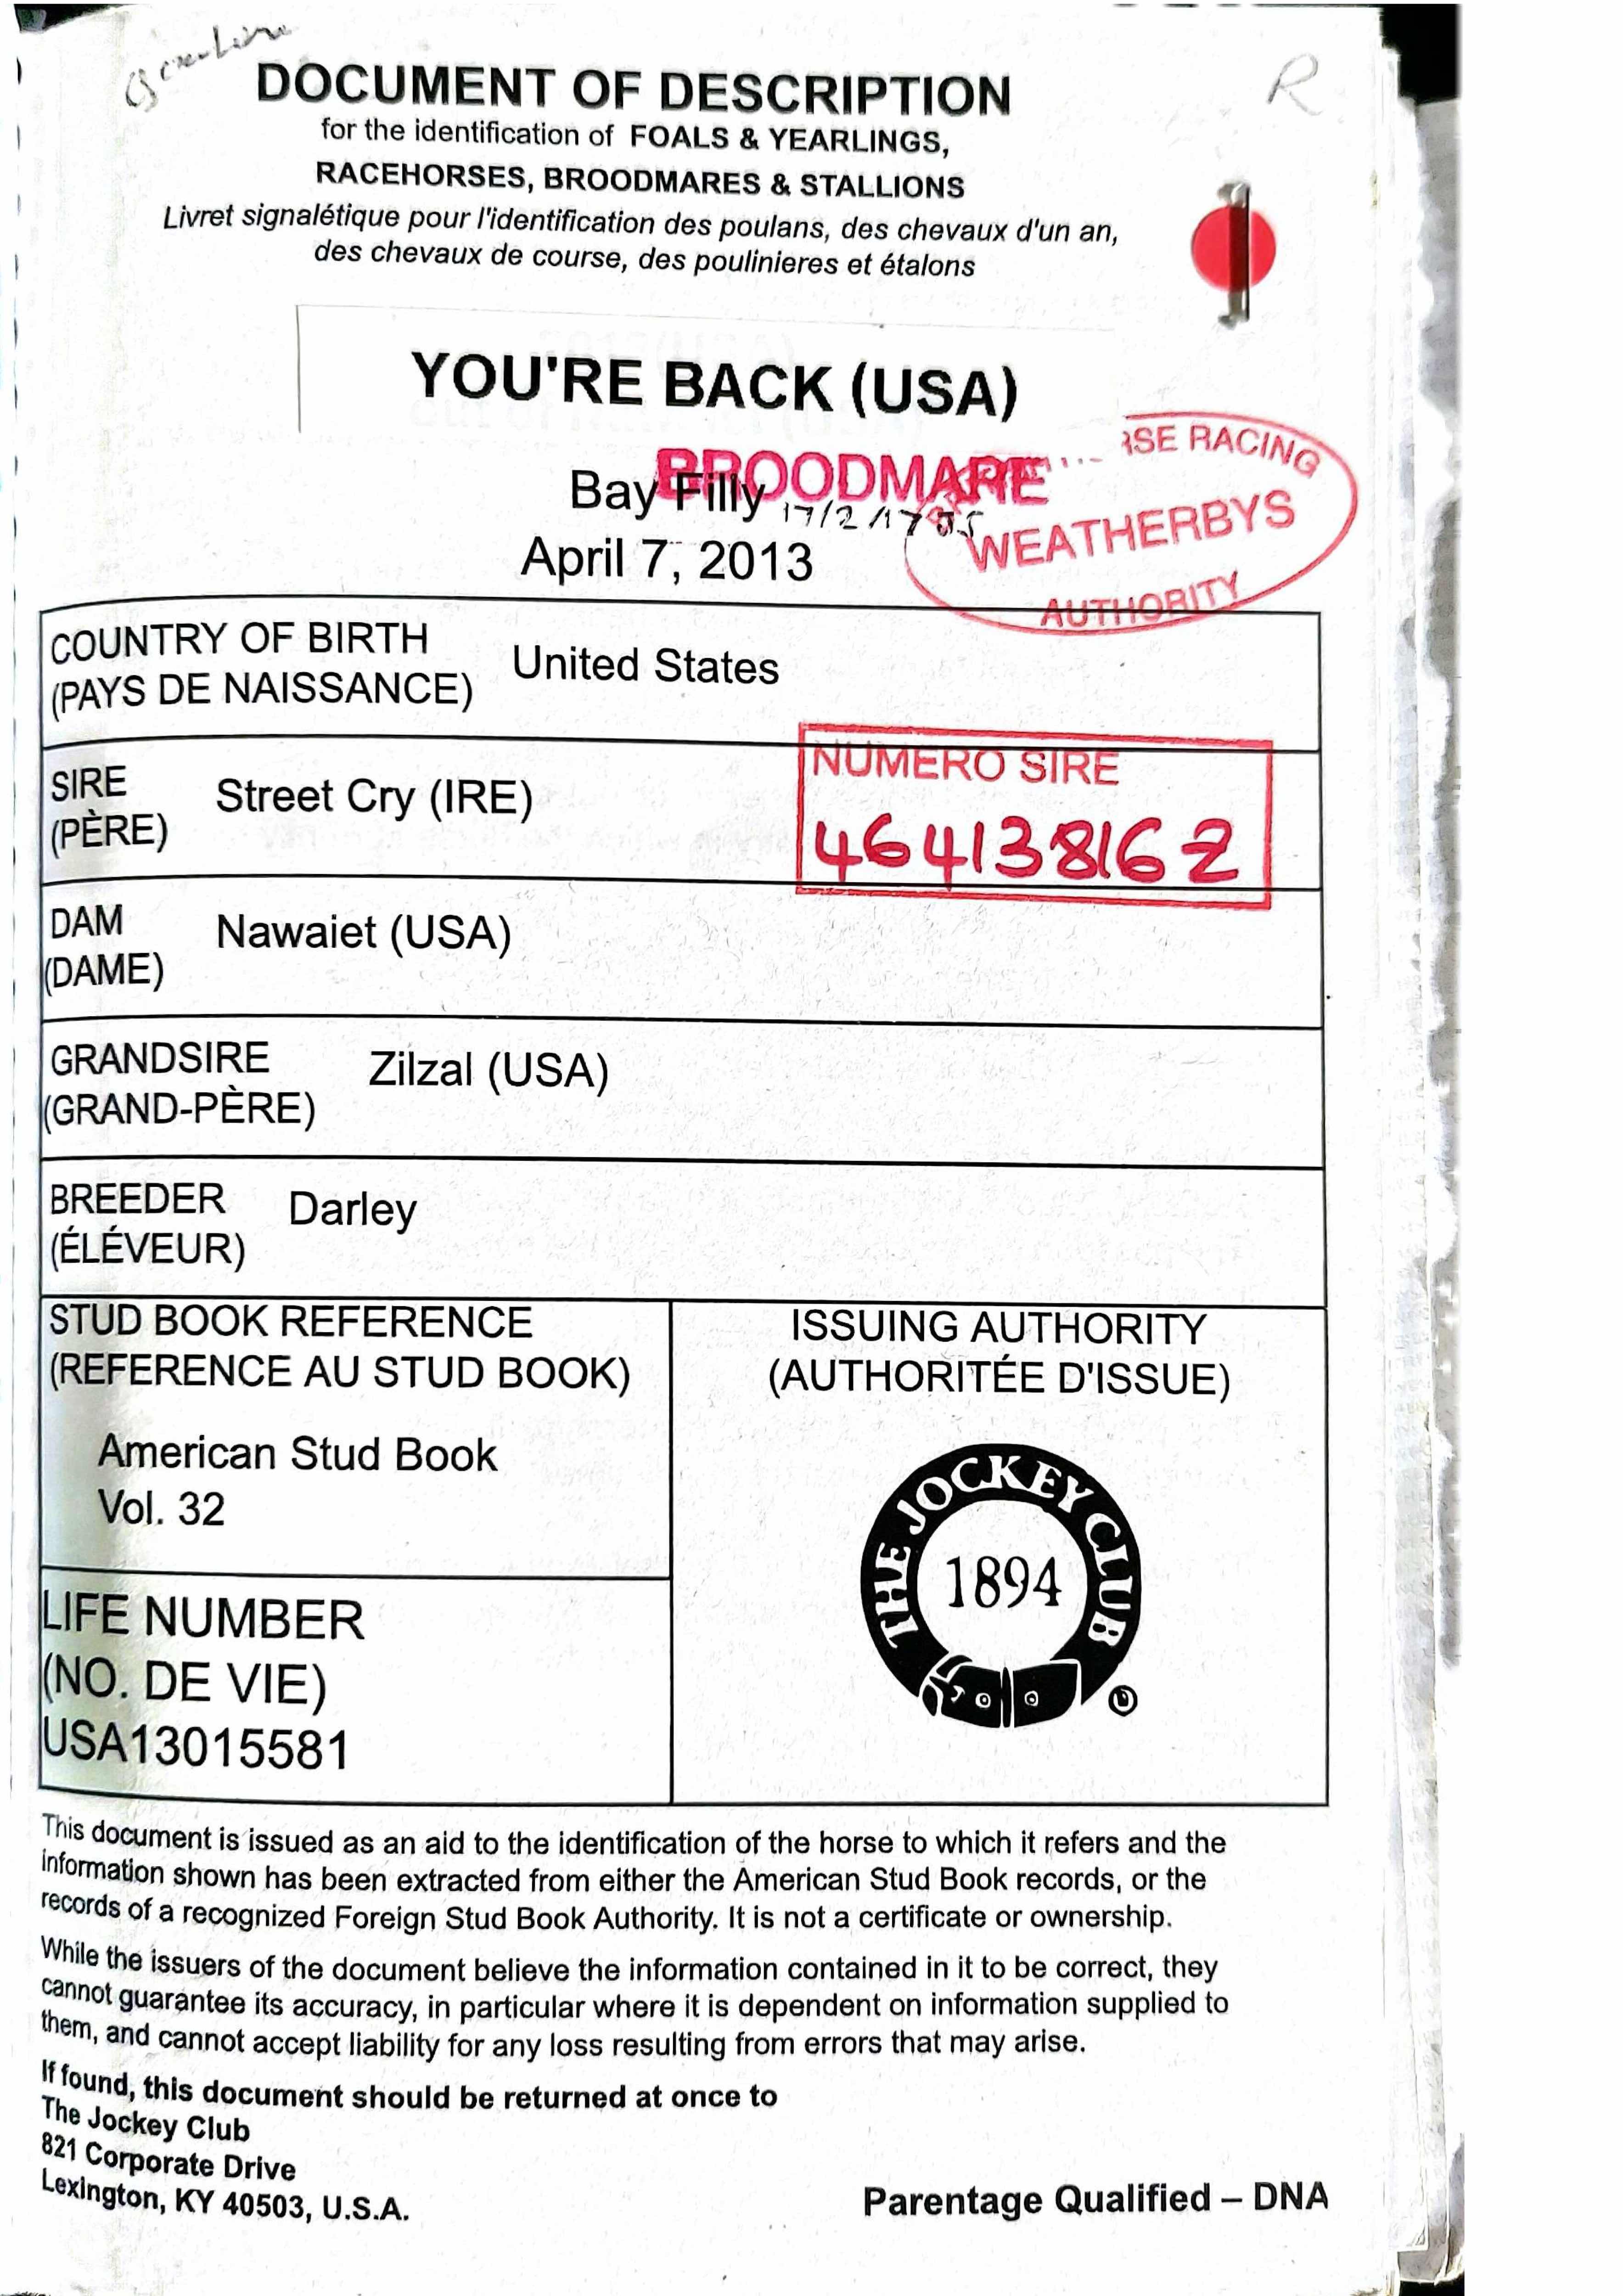 R
DOCUMENT OF DESCRIPTION
for the identification of FOALS & YEARLINGS,
RACEHORSES, BROODMARES & STALLIONS
Livret signalétique pour l'identification des poulans, des chevaux d'un an,
des chevaux de course, des poulinieres et étalons
YOU'RE BACK (USA)
BROODMARE
RSE RACING
WEATHERBYS
AUTHORITY
Bay Filly
17/2/17
April 7, 2013
COUNTRY OF BIRTH
(PAYS DE NAISSANCE)
United States
SIRE
(PÈRE)
Street Cry (IRE)
NUMERO SIRE
46413816Z
DAM
(DAME)
Nawaiet (USA)
GRANDSIRE
(GRAND-PÈRE)
Zilzal (USA)
BREEDER
(ÉLÉVEUR)
Darley
STUD BOOK REFERENCE
(REFERENCE AU STUD BOOK)
American Stud Book
Vol. 32
ISSUING AUTHORITY
(AUTHORITÉE D'ISSUE)
THE JOCKEY CLUB
1894
LIFE NUMBER
(NO. DE VIE)
USA13015581
This document is issued as an aid to the identification of the horse to which it refers and the
information shown has been extracted from either the American Stud Book records, or the
records of a recognized Foreign Stud Book Authority. It is not a certificate or ownership.
While the issuers of the document believe the information contained in it to be correct, they
cannot guarantee its accuracy, in particular where it is dependent on information supplied to
them, and cannot accept liability for any loss resulting from errors that may arise.
If found, this document should be returned at once to
The Jockey Club
821 Corporate Drive
Lexington, KY 40503, U.S.A.
Parentage Qualified – DNA